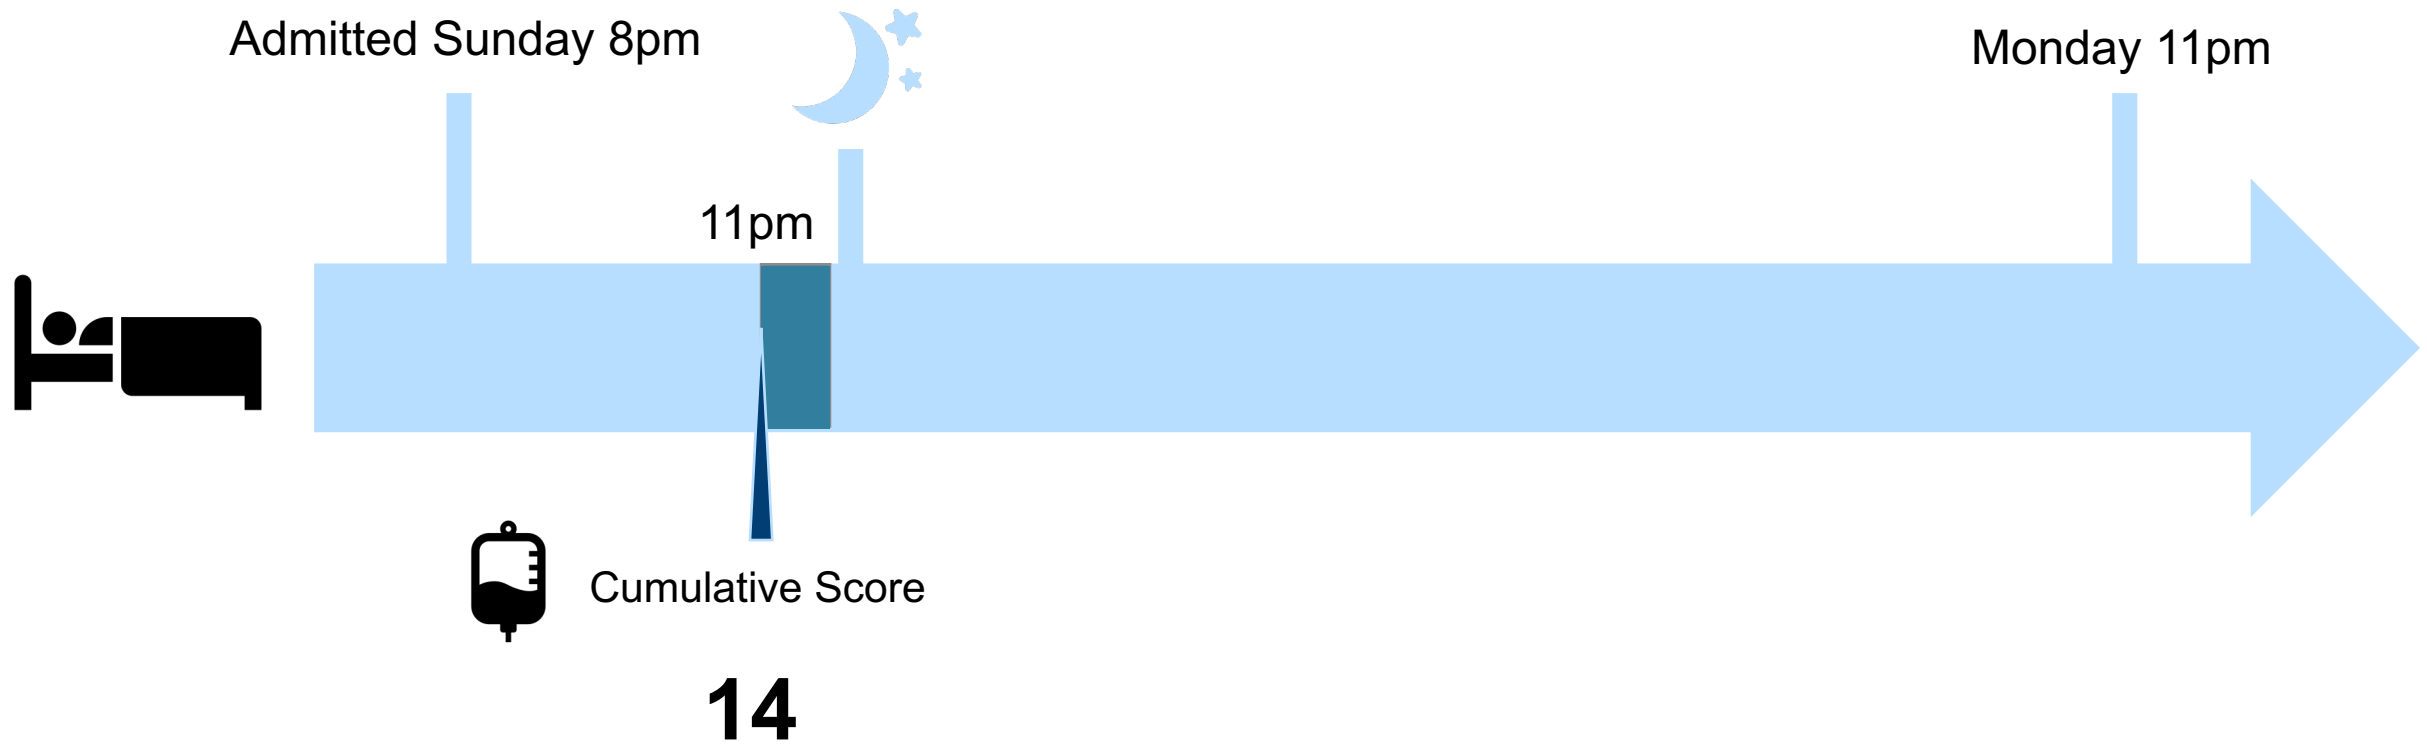 Admitted Sunday 8pm
Monday 11pm
11pm
Cumulative Score
14